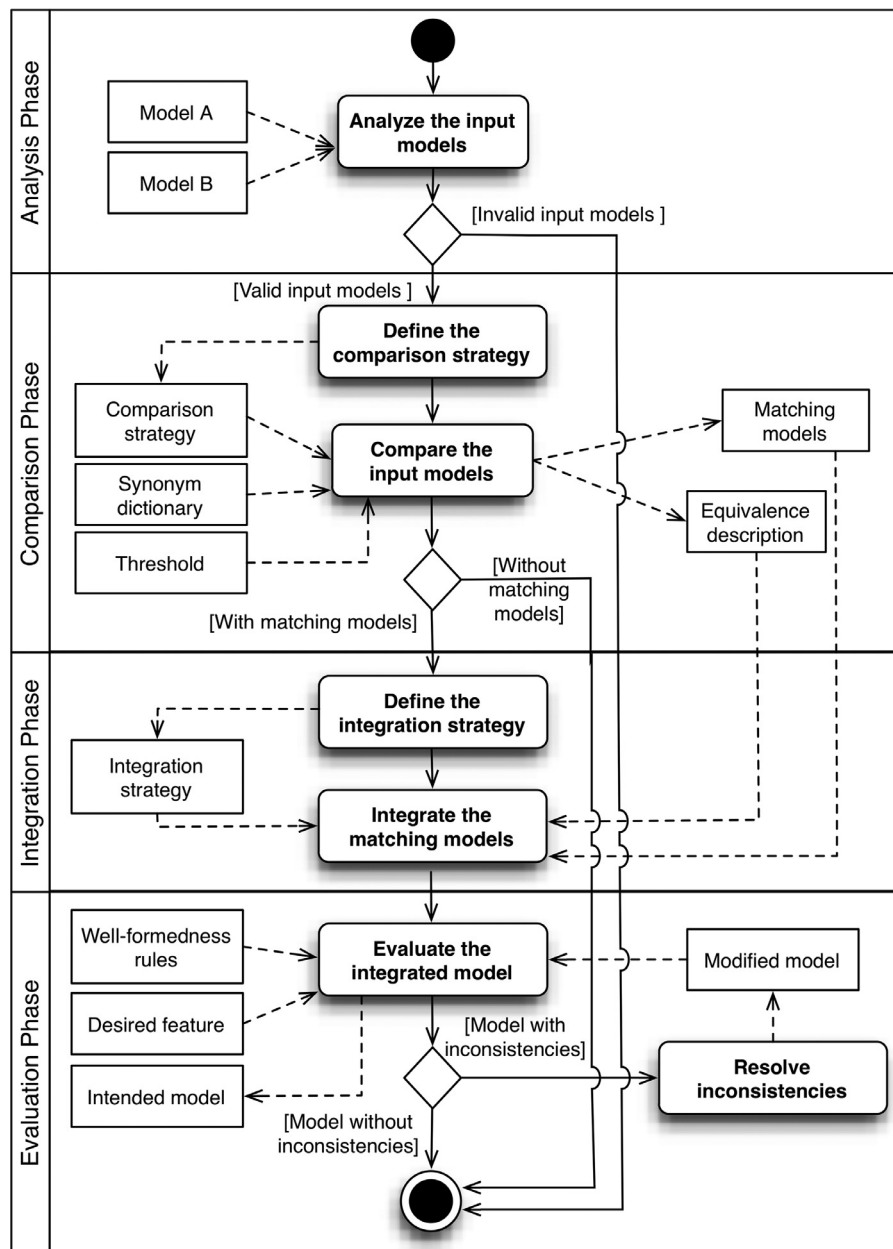 Analysis Phase
Model A
Model B
Analyze the input
models
[Invalid input models ]
Comparison Phase
[Valid input models ]
Define the
comparison strategy
Comparison
strategy
Synonym
dictionary
Threshold
Compare the
input models
Matching
models
Equivalence
description
[Without
matching
models]
[With matching models]
Integration Phase
Define the
integration strategy
Integration
strategy
Integrate the
matching models
Evaluation Phase
Well-formedness
rules
Desired feature
Intended model
Evaluate the
integrated model
Modified model
[Model with
inconsistencies]
Resolve
inconsistencies
[Model without
inconsistencies]